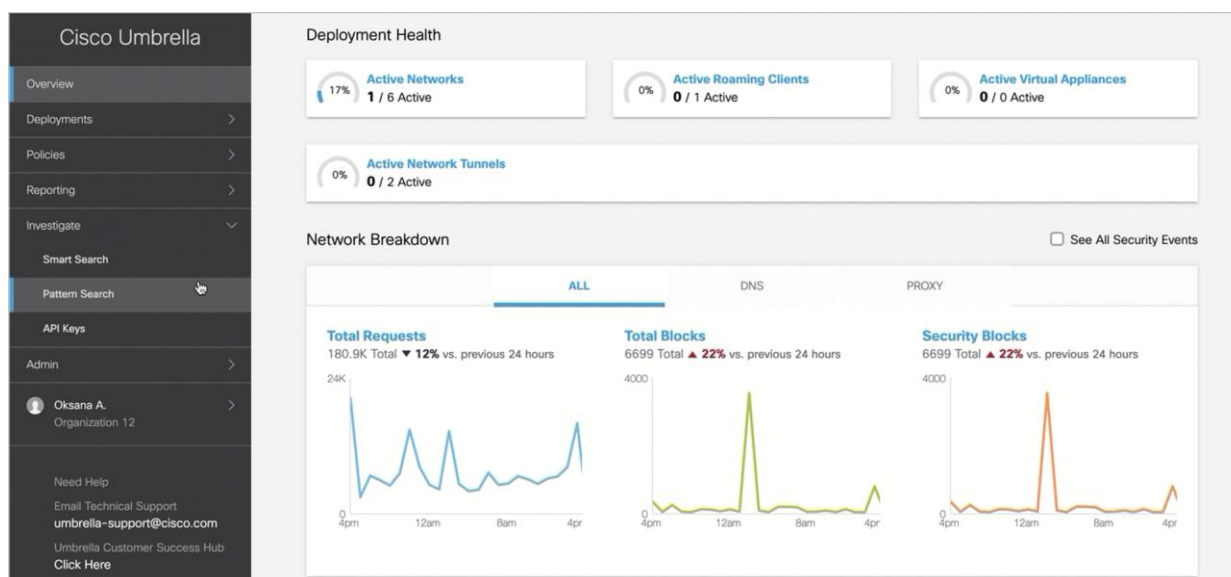 Cisco Umbrella
Overview
Deployments
Policies
Reporting
Investigate
Smart Search
Pattern Search
API Keys
Admin
Oksana A.
Organization 12
Need Help
Email Technical Support
umbrella-support@cisco.com
Umbrella Customer Success Hub
Click Here
Deployment Health
17%
Active Networks
1 / 6 Active
0%
Active Roaming Clients
0 / 1 Active
0%
Active Virtual Appliances
0 / 0 Active
0%
Active Network Tunnels
0 / 2 Active
Network Breakdown
See All Security Events
ALL DNS PROXY
Total Requests
180.9K Total ▼ 12% vs. previous 24 hours
24K
0
4pm 12am 8am 4pr
Total Blocks
6699 Total ▲ 22% vs. previous 24 hours
4000
0
4pm 12am 8am 4pr
Security Blocks
6699 Total ▲ 22% vs. previous 24 hours
4000
0
4pm 12am 8am 4pr